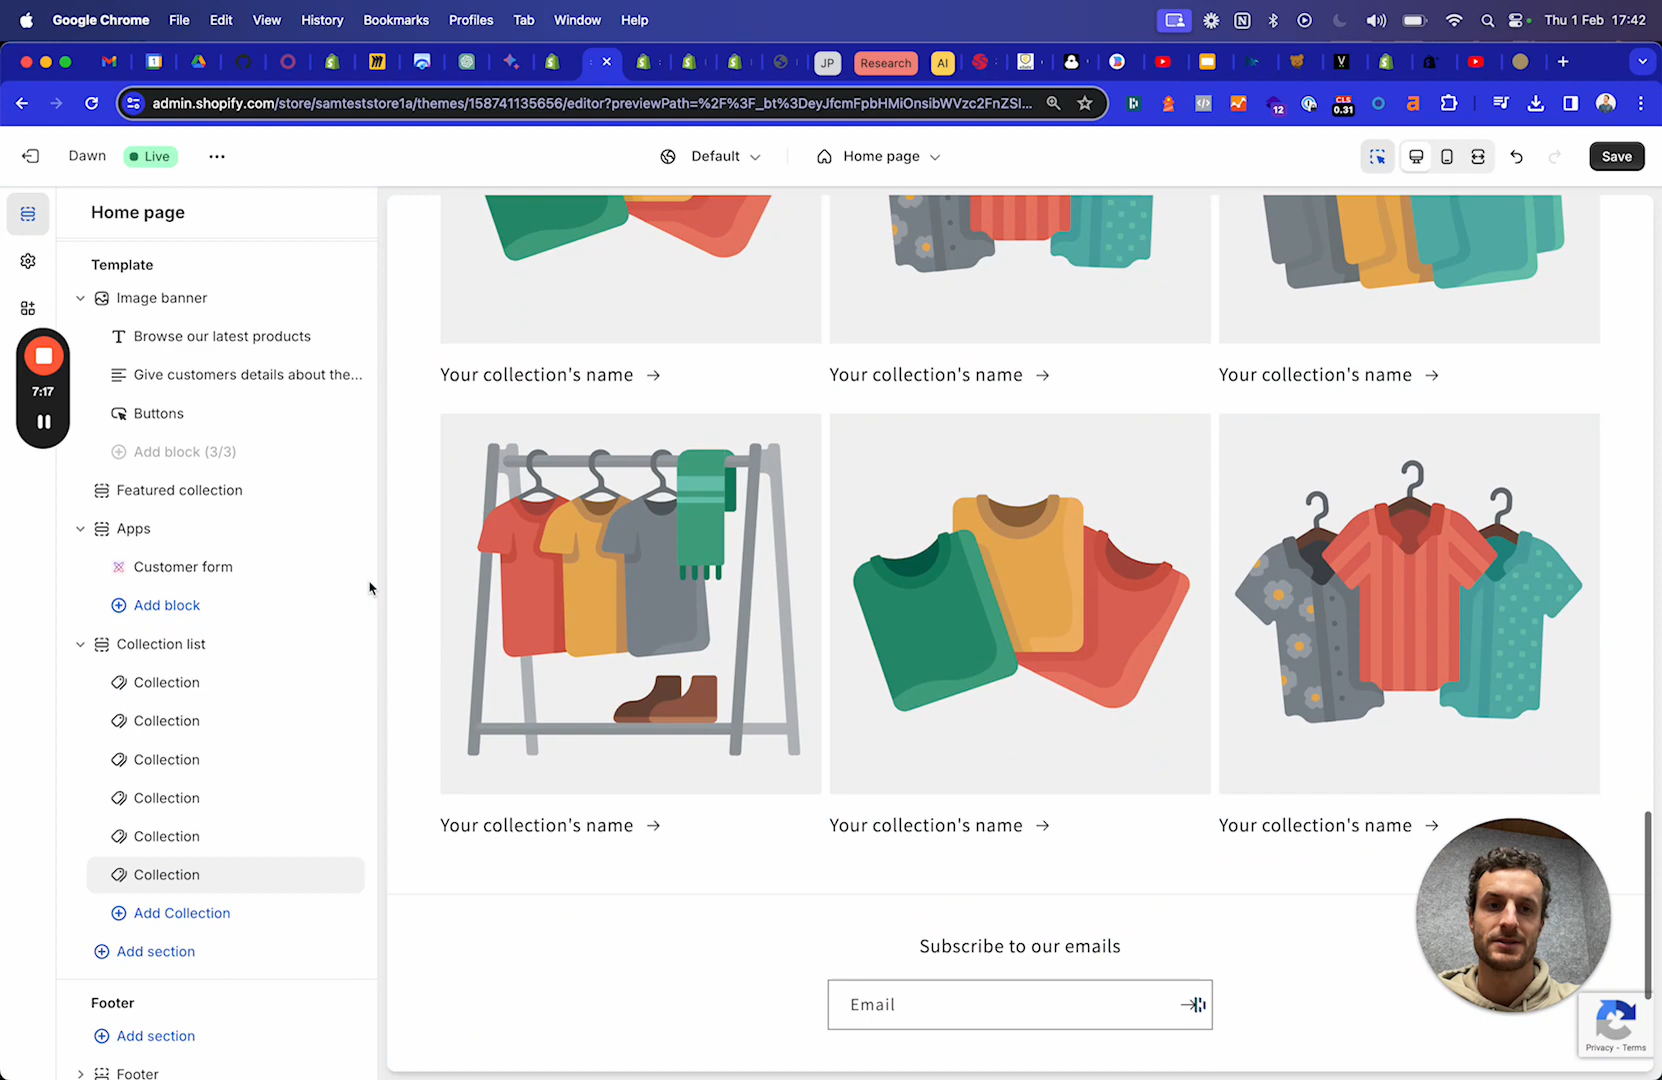 Google Chrome File Edit View History Bookmarks Profiles Tab Window Help Thu 1 Feb 17:42
JP Research AI
admin.shopify.com/store/samteststore1a/themes/158741135656/editor?previewPath=%2F%3F_bt%3DeyJfcmFpbHMiOnsibWVzc2FnZSI... 12 CLS 0.31
Dawn Live ... Default Home page Save
Home page
Template
Image banner
Browse our latest products
Give customers details about the...
Buttons
Add block (3/3)
Featured collection
Apps
Customer form
Add block
Collection list
Collection
Collection
Collection
Collection
Collection
Collection
Add Collection
Add section
Footer
Add section
Footer
7:17
Your collection's name → Your collection's name → Your collection's name →
Your collection's name → Your collection's name → Your collection's name →
Subscribe to our emails
Email
Privacy - Terms